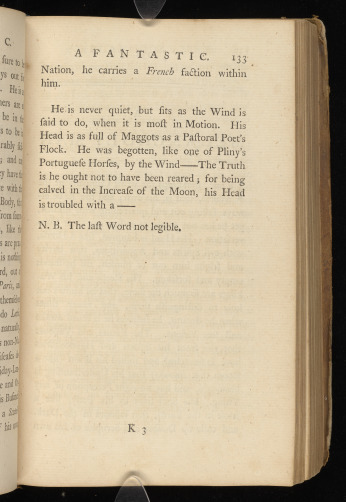 A FANTASTIC. 133
Nation, he carries a French faction within
him.
He is never quiet, but ſits as the Wind is
ſaid to do, when it is moſt in Motion. His
Head is as full of Maggots as a Paſtoral Poet's
Flock. He was begotten, like one of Pliny's
Portugueſe Horſes, by the Wind——The Truth
is he ought not to have been reared; for being
calved in the Increaſe of the Moon, his Head
is troubled with a ——
N. B. The laſt Word not legible.
K 3